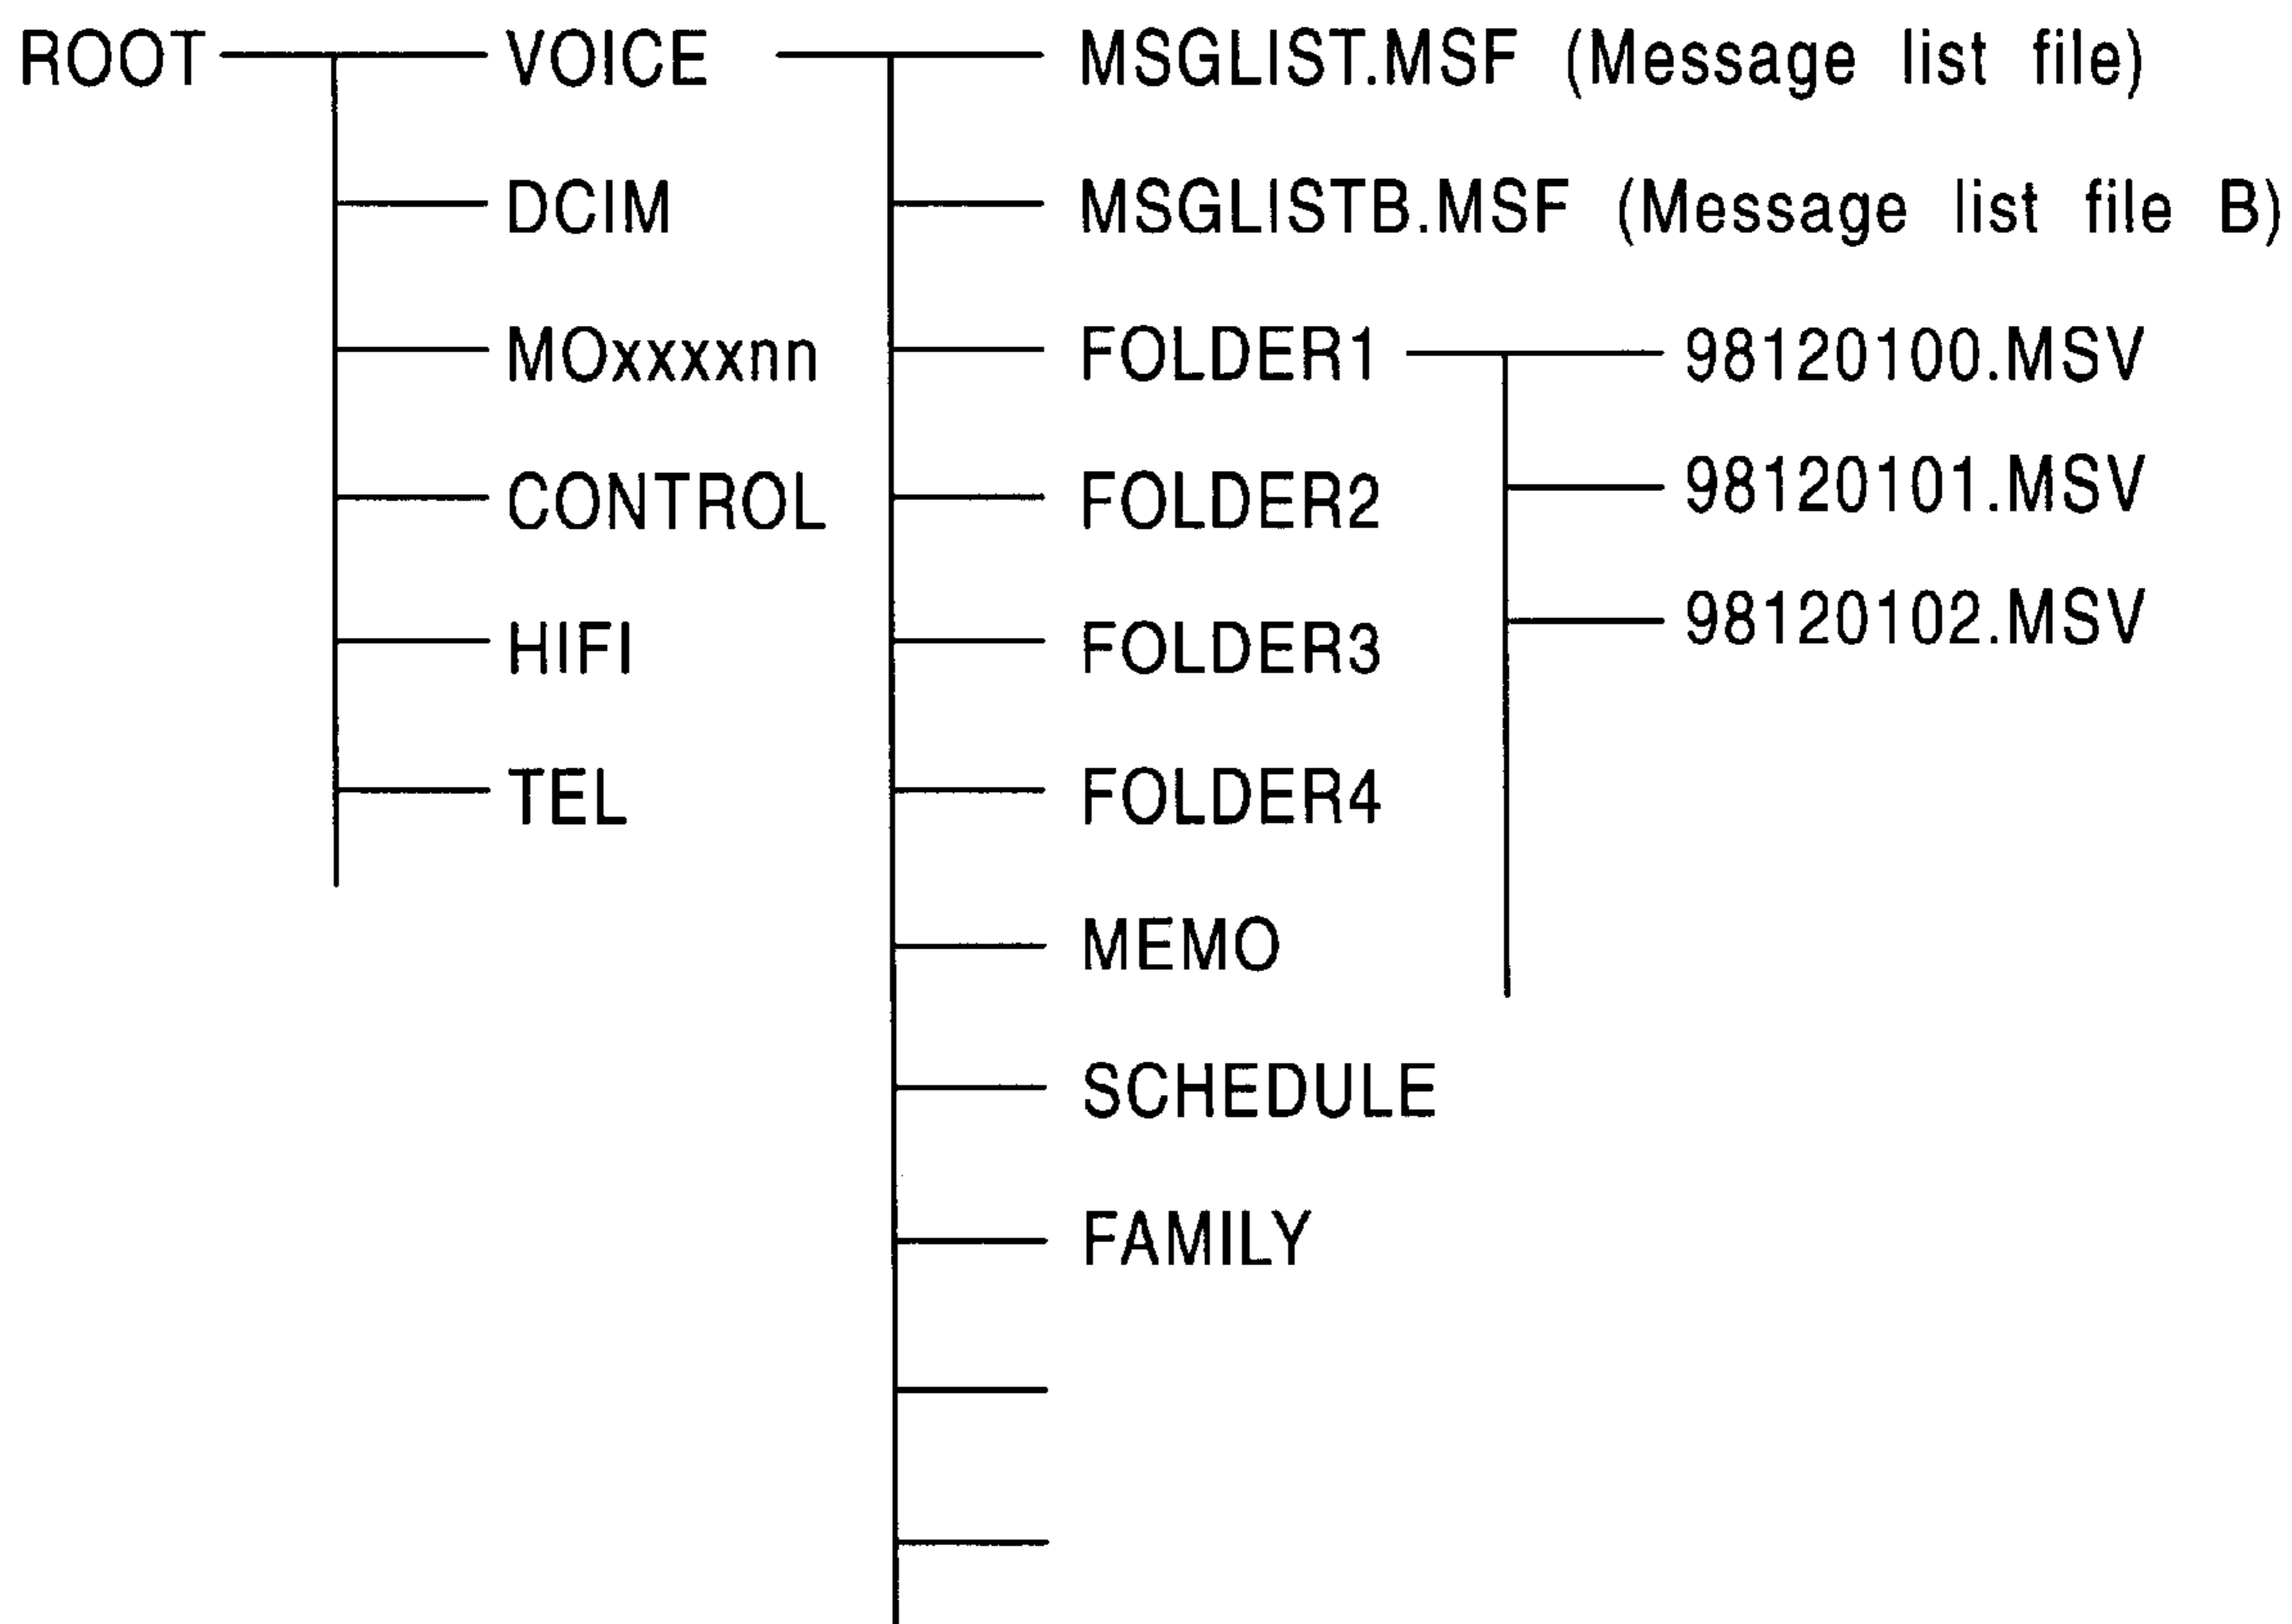 ROOT VOICE MSGLIST.MSF (Message list file)
DCIM MSGLISTB.MSF (Message list file B)
MOxxxxnn FOLDER1 98120100.MSV
CONTROL FOLDER2 98120101.MSV
HIFI FOLDER3 98120102.MSV
TEL FOLDER4
MEMO
SCHEDULE
FAMILY